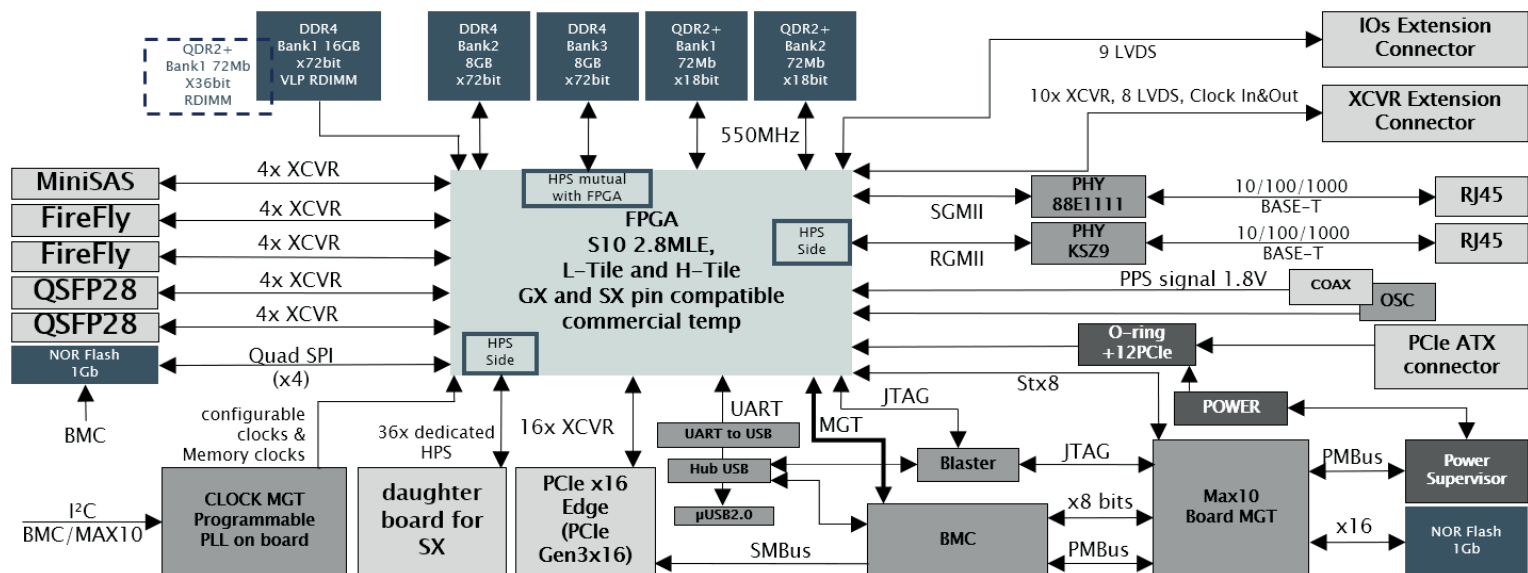 QDR2+
Bank1 72Mb
X36bit
RDIMM
DDR4
Bank1 16GB
x72bit
VLP RDIMM
DDR4
Bank2
8GB
x72bit
DDR4
Bank3
8GB
x72bit
QDR2+
Bank1
72Mb
x18bit
QDR2+
Bank2
72Mb
x18bit
9 LVDS
IOs Extension
Connector
10x XCVR, 8 LVDS, Clock In&Out
XCVR Extension
Connector
550MHz
MiniSAS
4x XCVR
FireFly
4x XCVR
FireFly
4x XCVR
QSFP28
4x XCVR
QSFP28
4x XCVR
NOR Flash
1Gb
Quad SPI
(x4)
BMC
HPS mutual
with FPGA
FPGA
S10 2.8MLE,
L-Tile and H-Tile
GX and SX pin compatible
commercial temp
HPS
Side
HPS
Side
SGMII
PHY
88E1111
10/100/1000
BASE-T
RJ45
RGMII
PHY
KSZ9
10/100/1000
BASE-T
RJ45
PPS signal 1.8V
COAX
OSC
O-ring
+12PCIe
PCIe ATX
connector
Stx8
POWER
configurable
clocks &
Memory clocks
36x dedicated
HPS
16x XCVR
UART
MGT
JTAG
UART to USB
Hub USB
µUSB2.0
Blaster
JTAG
I²C
BMC/MAX10
CLOCK MGT
Programmable
PLL on board
daughter
board for
SX
PCIe x16
Edge
(PCIe
Gen3x16)
SMBus
BMC
x8 bits
PMBus
Max10
Board MGT
PMBus
Power
Supervisor
x16
NOR Flash
1Gb